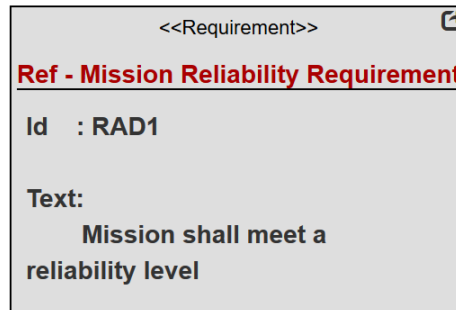 <<Requirement>>
Ref - Mission Reliability Requirement
Id : RAD1
Text:
Mission shall meet a
reliability level